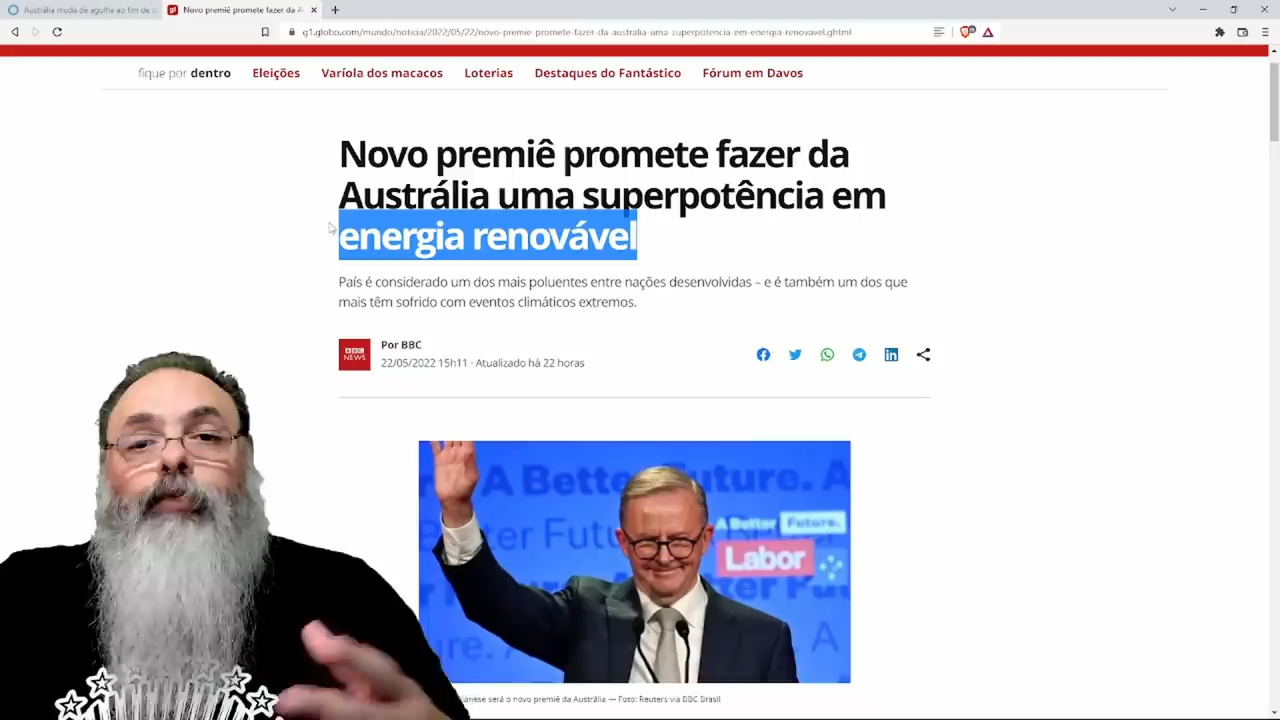 Austrália muda de agulha ao fim de u
Novo premiê promete fazer da A
g1.globo.com/mundo/noticia/2022/05/22/novo-premie-promete-fazer-da-australia-uma-superpotencia-em-energia-renovavel.ghtml
fique por dentro Eleições Varíola dos macacos Loterias Destaques do Fantástico Fórum em Davos
Novo premiê promete fazer da
Austrália uma superpotência em
energia renovável
País é considerado um dos mais poluentes entre nações desenvolvidas – e é também um dos que
mais têm sofrido com eventos climáticos extremos.
BBC
NEWS
Por BBC
22/05/2022 15h11 · Atualizado há 22 horas
A Better Future. A
A Better Future.
Labor
será o novo premiê da Austrália — Foto: Reuters via BBC Brasil